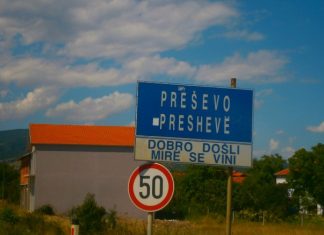 PREŠEVO
PRESHEVË
DOBRO DOŠLI
MIRË SE VINI
50